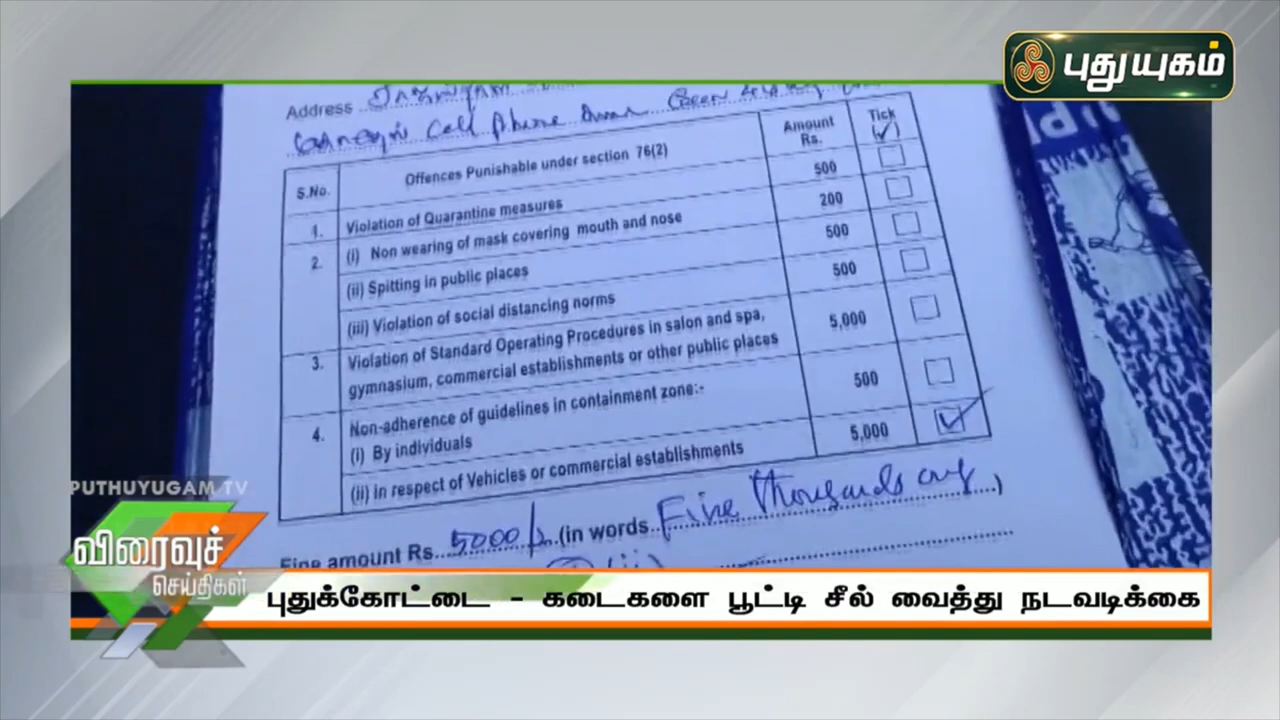 புதுயுகம்
Address
Cell Phone
S.No. Offences Punishable under section 76(2) Amount Rs. Tick (✓)
1. Violation of Quarantine measures 500
2. (i) Non wearing of mask covering mouth and nose 200
(ii) Spitting in public places 500
(iii) Violation of social distancing norms 500
3. Violation of Standard Operating Procedures in salon and spa,
gymnasium, commercial establishments or other public places 5,000
4. Non-adherence of guidelines in containment zone:-
(i) By individuals 500
(ii) in respect of Vehicles or commercial establishments 5,000 ✓
Fine amount Rs. 5000/- (in words Five thousands only)
PUTHUYUGAM TV
விரைவுச்
செய்திகள்
புதுக்கோட்டை - கடைகளை பூட்டி சீல் வைத்து நடவடிக்கை